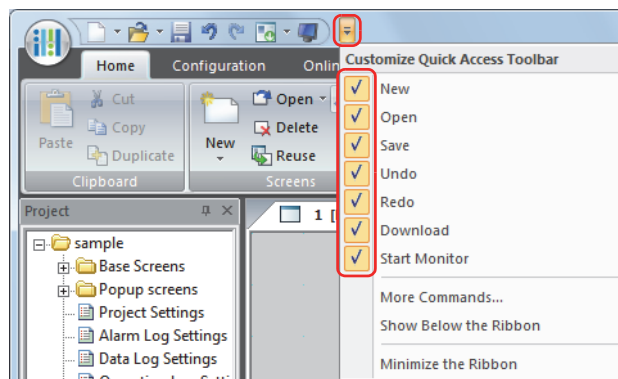 Customize Quick Access Toolbar
Home
Configuration
Onlin
New
Open
Save
Undo
Redo
Download
Start Monitor
More Commands...
Show Below the Ribbon
Minimize the Ribbon
Paste
Cut
Copy
Duplicate
Clipboard
New
Open
Delete
Reuse
Screens
Project
1 [
sample
Base Screens
Popup screens
Project Settings
Alarm Log Settings
Data Log Settings